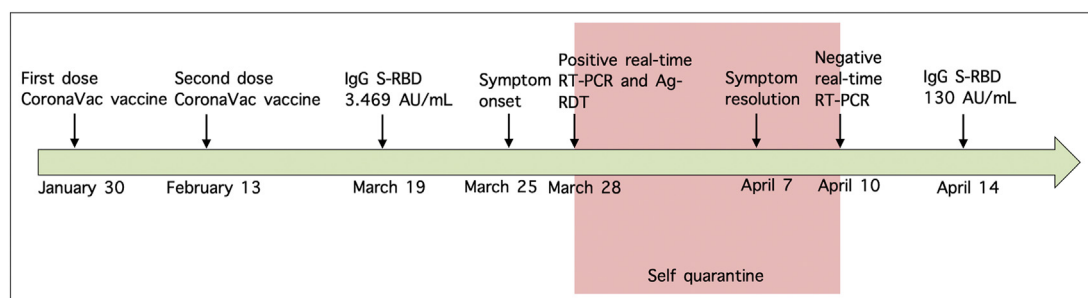 First dose
CoronaVac vaccine
Second dose
CoronaVac vaccine
IgG S-RBD
3.469 AU/mL
Symptom
onset
Positive real-time
RT-PCR and Ag-
RDT
Symptom
resolution
Negative
real-time
RT-PCR
IgG S-RBD
130 AU/mL
January 30
February 13
March 19
March 25
March 28
April 7
April 10
April 14
Self quarantine